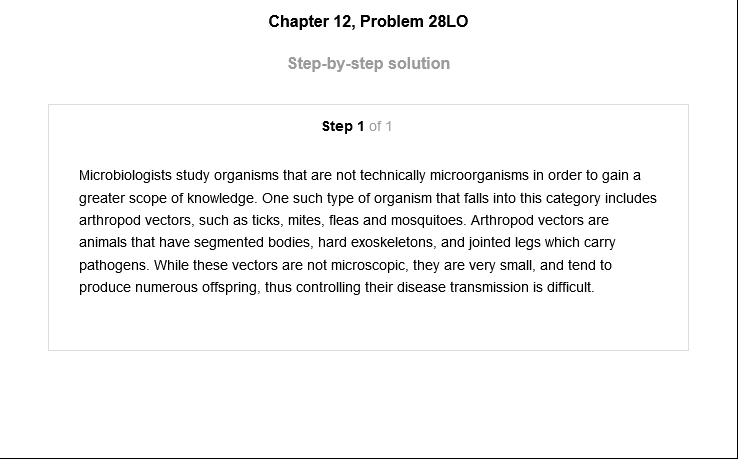 Chapter 12, Problem 28LO
Step-by-step solution
Step 1 of 1
Microbiologists study organisms that are not technically microorganisms in order to gain a
greater scope of knowledge. One such type of organism that falls into this category includes
arthropod vectors, such as ticks, mites, fleas and mosquitoes. Arthropod vectors are
animals that have segmented bodies, hard exoskeletons, and jointed legs which carry
pathogens. While these vectors are not microscopic, they are very small, and tend to
produce numerous offspring, thus controlling their disease transmission is difficult.